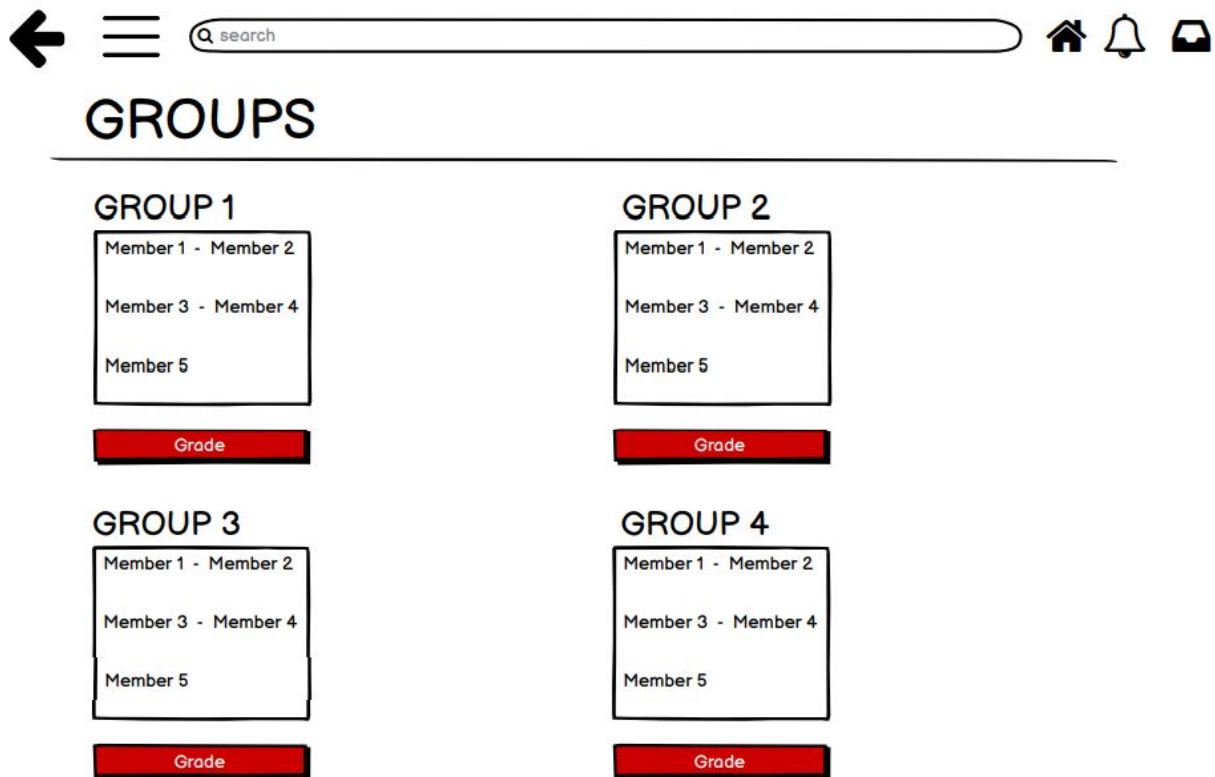 search
GROUPS
GROUP 1
Member 1 - Member 2
Member 3 - Member 4
Member 5
Grade
GROUP 2
Member 1 - Member 2
Member 3 - Member 4
Member 5
Grade
GROUP 3
Member 1 - Member 2
Member 3 - Member 4
Member 5
Grade
GROUP 4
Member 1 - Member 2
Member 3 - Member 4
Member 5
Grade